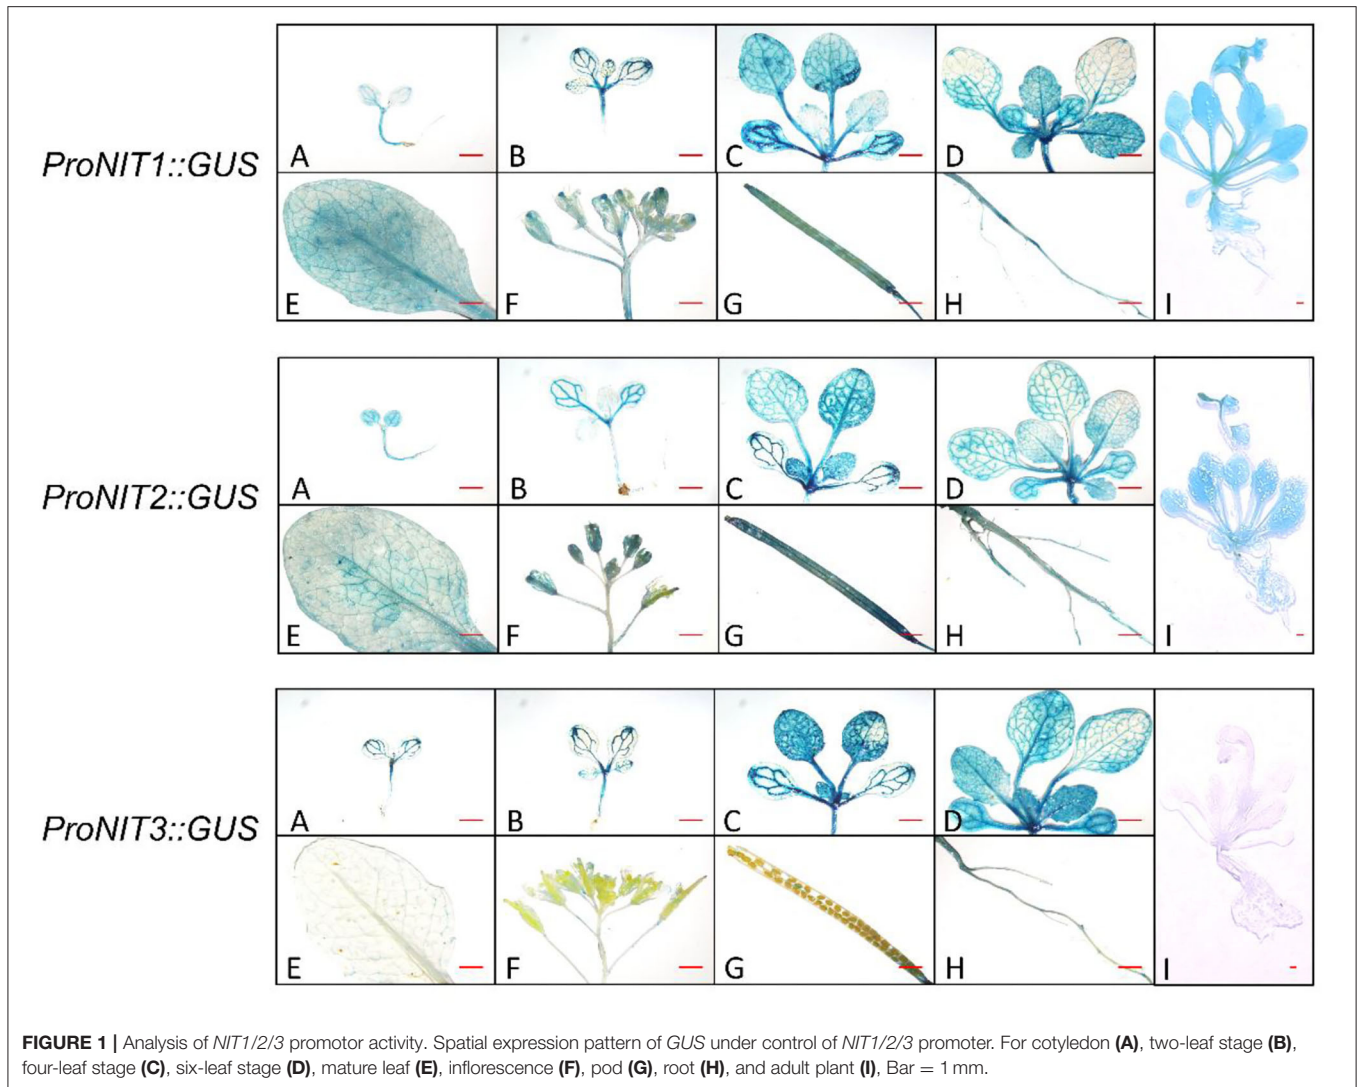 ProNIT1::GUS
A
B
C
D
E
F
G
H
I
ProNIT2::GUS
A
B
C
D
E
F
G
H
I
ProNIT3::GUS
A
B
C
D
E
F
G
H
I
FIGURE 1 | Analysis of NIT1/2/3 promotor activity. Spatial expression pattern of GUS under control of NIT1/2/3 promoter. For cotyledon (A), two-leaf stage (B),
four-leaf stage (C), six-leaf stage (D), mature leaf (E), inflorescence (F), pod (G), root (H), and adult plant (I), Bar = 1 mm.